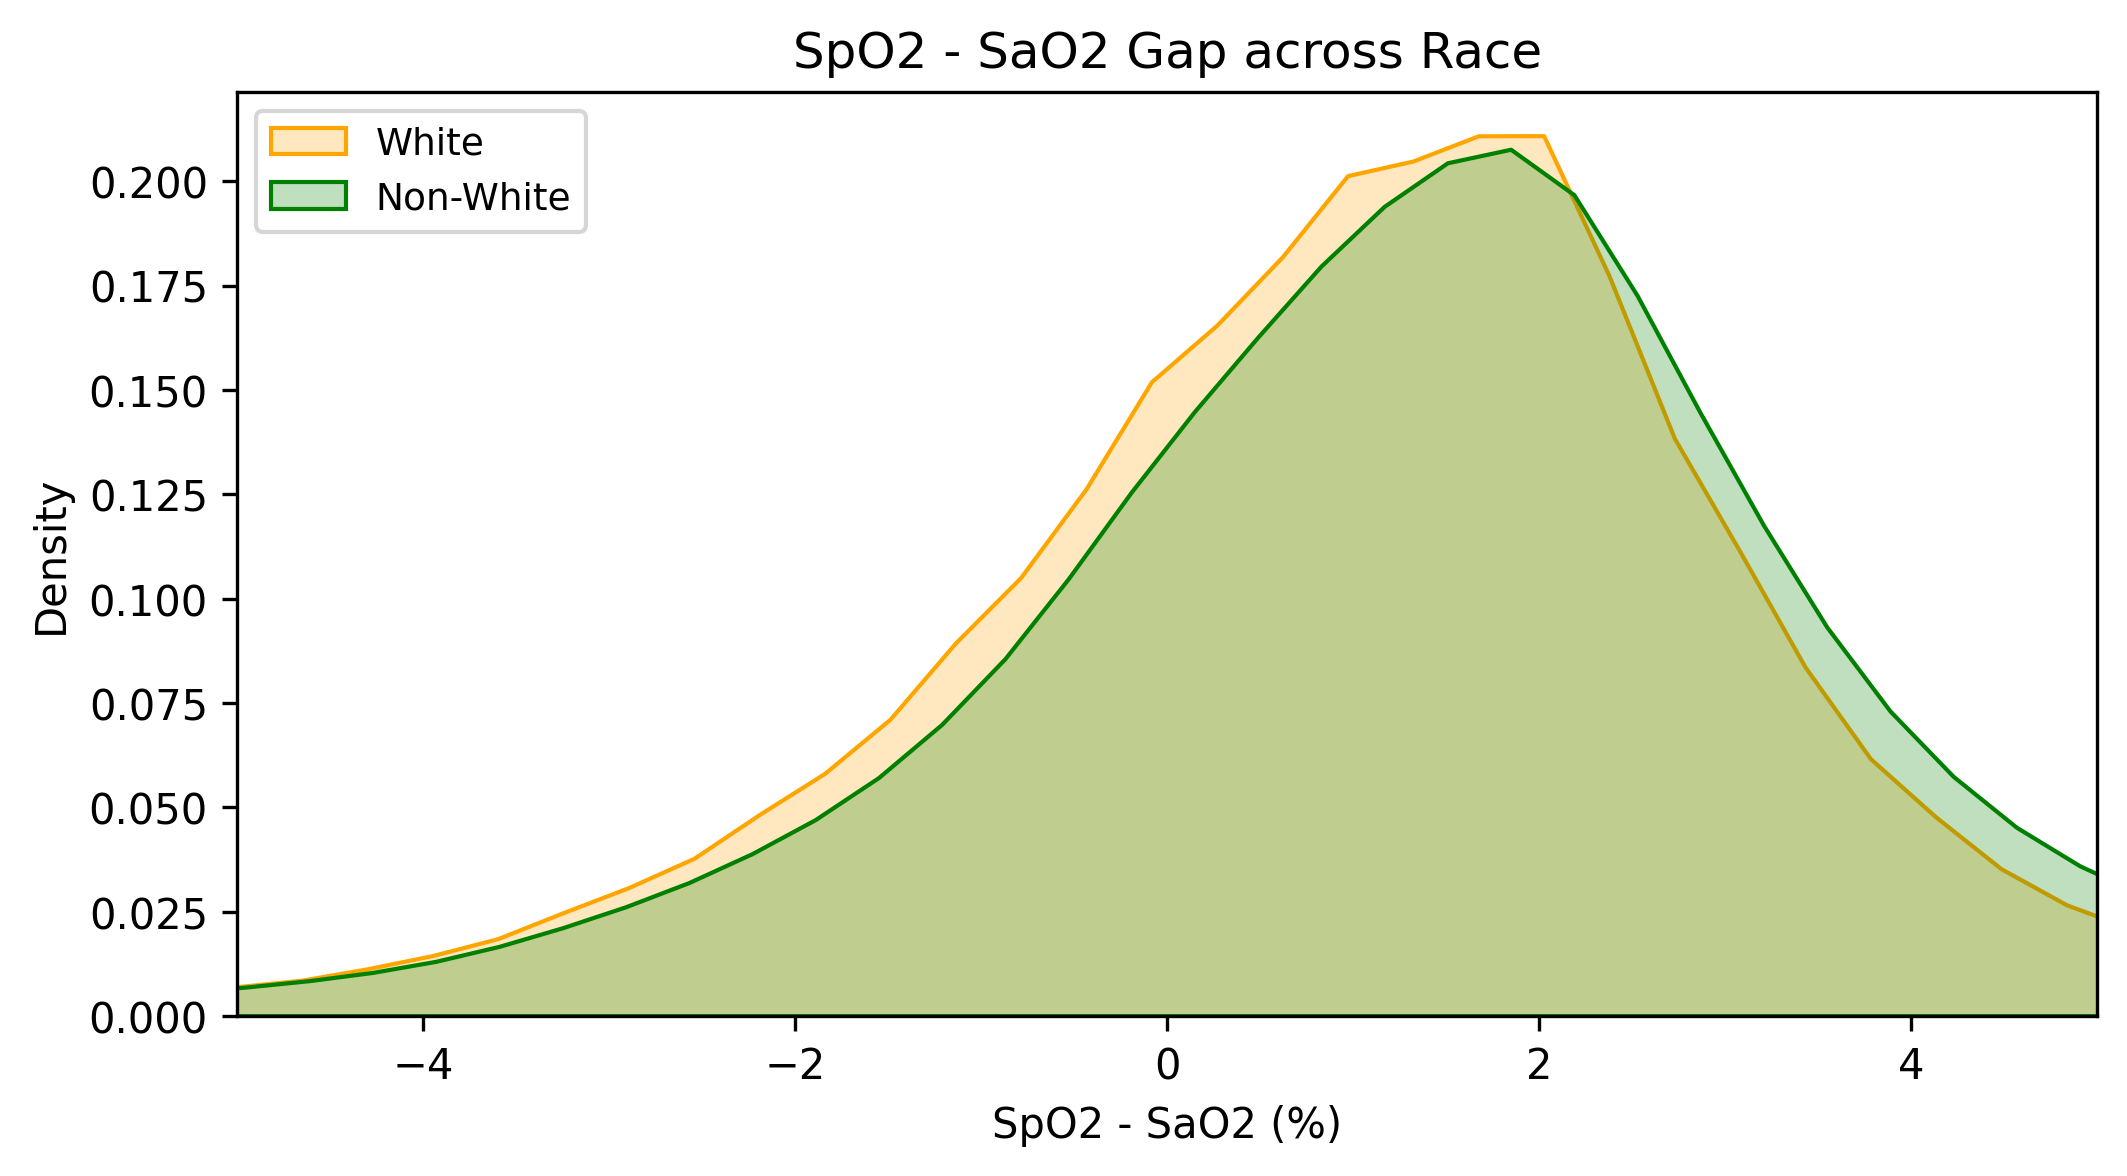 SpO2 - SaO2 Gap across Race
White
Non-White
0.200
0.175
0.150
0.125
0.100
0.075
0.050
0.025
0.000
Density
−4
−2
0
2
4
SpO2 - SaO2 (%)